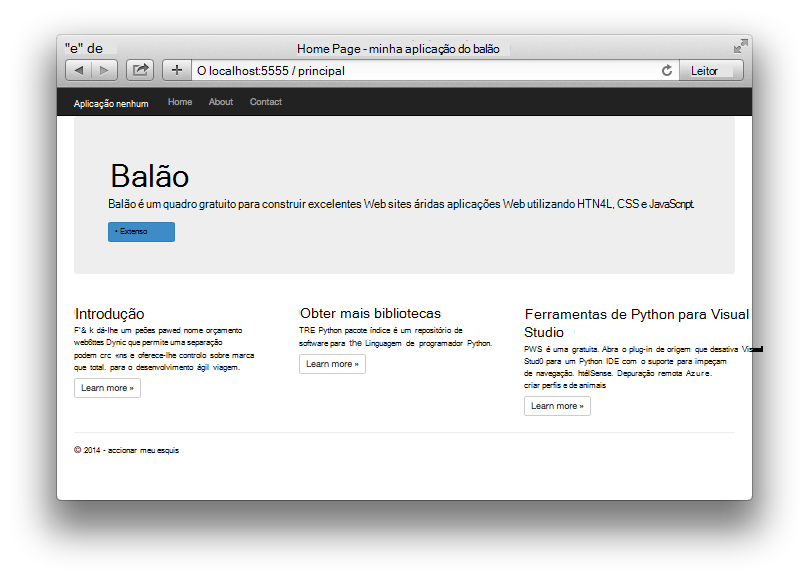 "e" de
Home Page - minha aplicação do balão
O localhost:5555 / principal
Leitor
Aplicação nenhum Home About Contact
Balão
Balão é um quadro gratuito para construir excelentes Web sites áridas aplicações Web utilizando HTN4L, CSS e JavaScnpt.
• Extenso
Introdução
F'& k dá-lhe um peões pawed nome orçamento
web6ttes Dynic que permite uma separação
podem crc «ns e oferece-lhe controlo sobre marca
que total. para o desenvolvimento ágil viagem.
Learn more »
Obter mais bibliotecas
TRE Python pacote índice é um repositório de
software para the Linguagem de programador Python.
Learn more »
Ferramentas de Python para Visual
Studio
PWS é uma gratuita. Abra o plug-in de origem que desativa Visual
Stud0 para um Python IDE com o suporte para impeçam
de navegação. htélSense. Depuração remota Azure.
criar perfis e de animais
Learn more »
© 2014 - accionar meu esquis